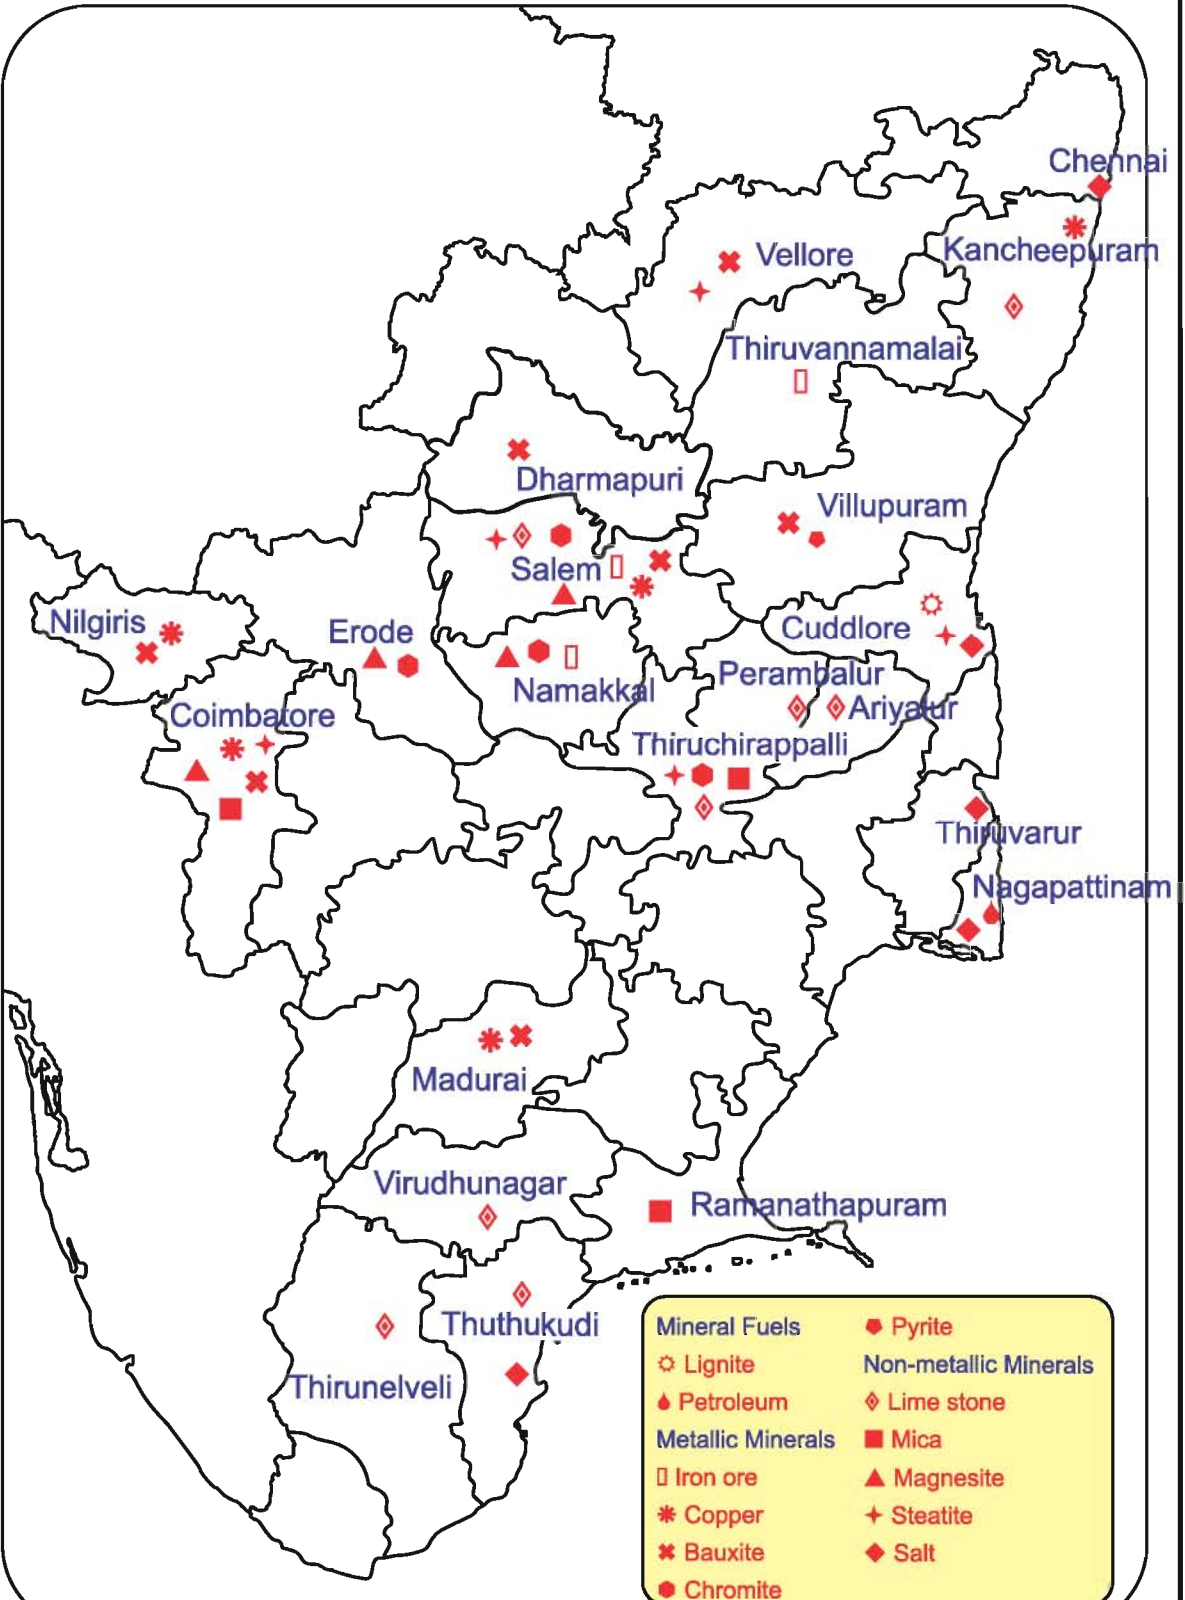 Chennai
Kancheepuram
Vellore
Thiruvannamalai
Dharmapuri
Villupuram
Salem
Nilgiris
Erode
Cuddlore
Namakkal
Perambalur
Ariyalur
Coimbatore
Thiruchirappalli
Thiruvarur
Nagapattinam
Madurai
Virudhunagar
Ramanathapuram
Thuthukudi
Thirunelveli
Mineral Fuels
Lignite
Petroleum
Metallic Minerals
Iron ore
Copper
Bauxite
Chromite
Pyrite
Non-metallic Minerals
Lime stone
Mica
Magnesite
Steatite
Salt